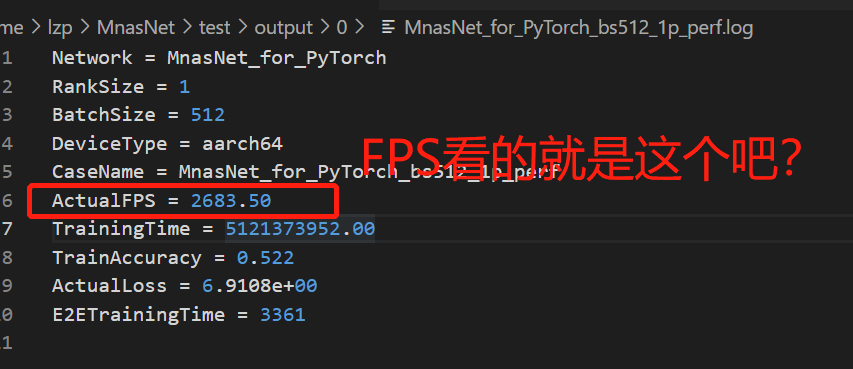 me > lzp > MnasNet > test > output > 0 > MnasNet_for_PyTorch_bs512_1p_perf.log
1 Network = MnasNet_for_PyTorch
2 RankSize = 1
3 BatchSize = 512
4 DeviceType = aarch64
FPS看的就是这个吧?
5 CaseName = MnasNet_for_PyTorch_bs512_1p_perf
6 ActualFPS = 2683.50
7 TrainingTime = 5121373952.00
8 TrainAccuracy = 0.522
9 ActualLoss = 6.9108e+00
0 E2ETrainingTime = 3361
11